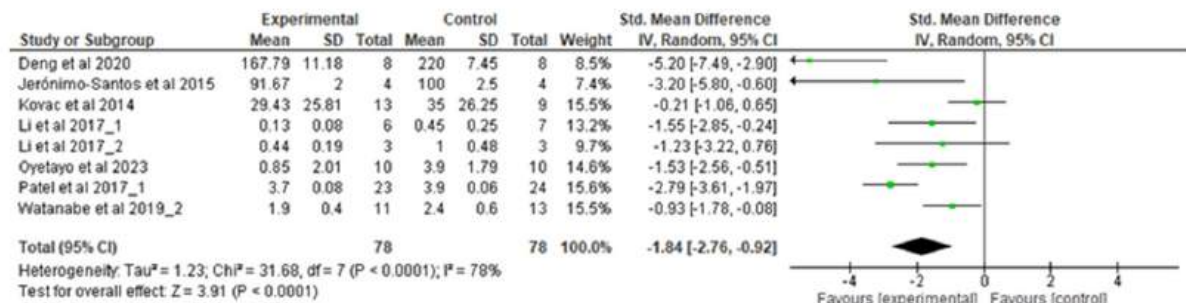 Experimental Control Std. Mean Difference Std. Mean Difference
Study or Subgroup Mean SD Total Mean SD Total Weight IV, Random, 95% CI IV, Random, 95% CI
Deng et al 2020 167.79 11.18 8 220 7.45 8 8.5% -5.20 [-7.49, -2.90]
Jerónimo-Santos et al 2015 91.67 2 4 100 2.5 4 7.4% -3.20 [-5.80, -0.60]
Kovac et al 2014 29.43 25.81 13 35 26.25 9 15.5% -0.21 [-1.06, 0.65]
Li et al 2017_1 0.13 0.08 6 0.45 0.25 7 13.2% -1.55 [-2.85, -0.24]
Li et al 2017_2 0.44 0.19 3 1 0.48 3 9.7% -1.23 [-3.22, 0.76]
Oyetayo et al 2023 0.85 2.01 10 3.9 1.79 10 14.6% -1.53 [-2.56, -0.51]
Patel et al 2017_1 3.7 0.08 23 3.9 0.06 24 15.6% -2.79 [-3.61, -1.97]
Watanabe et al 2019_2 1.9 0.4 11 2.4 0.6 13 15.5% -0.93 [-1.78, -0.08]
Total (95% CI) 78 78 100.0% -1.84 [-2.76, -0.92]
Heterogeneity: Tau² = 1.23; Chi² = 31.68, df = 7 (P < 0.0001); I² = 78%
Test for overall effect: Z = 3.91 (P < 0.0001)
-4 -2 0 2 4
Favours [experimental] Favours [control]